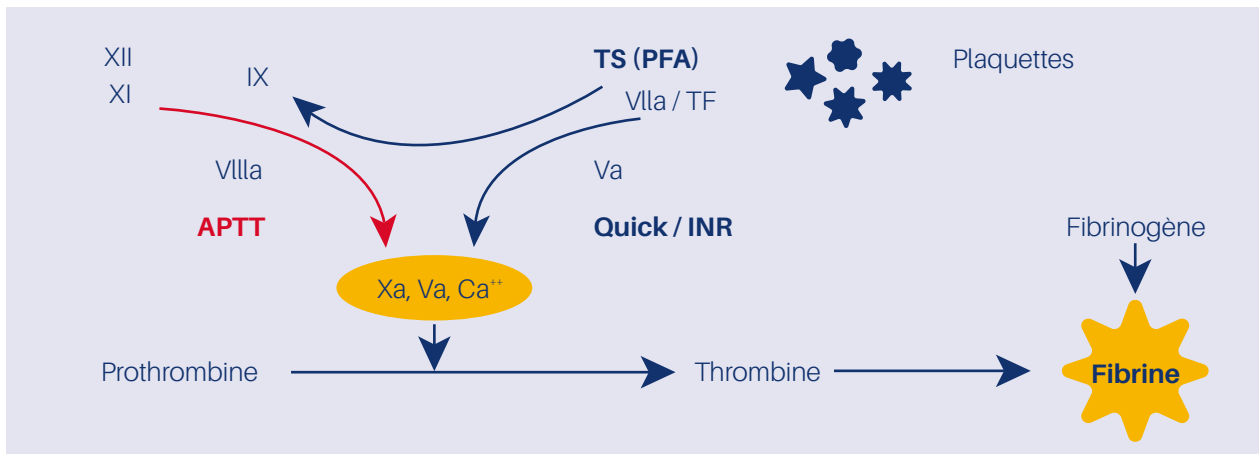 XII
XI
IX
TS (PFA)
VIIa / TF
Plaquettes
VIIIa
Va
APTT
Quick / INR
Fibrinogène
Xa, Va, Ca++
Prothrombine
Thrombine
Fibrine